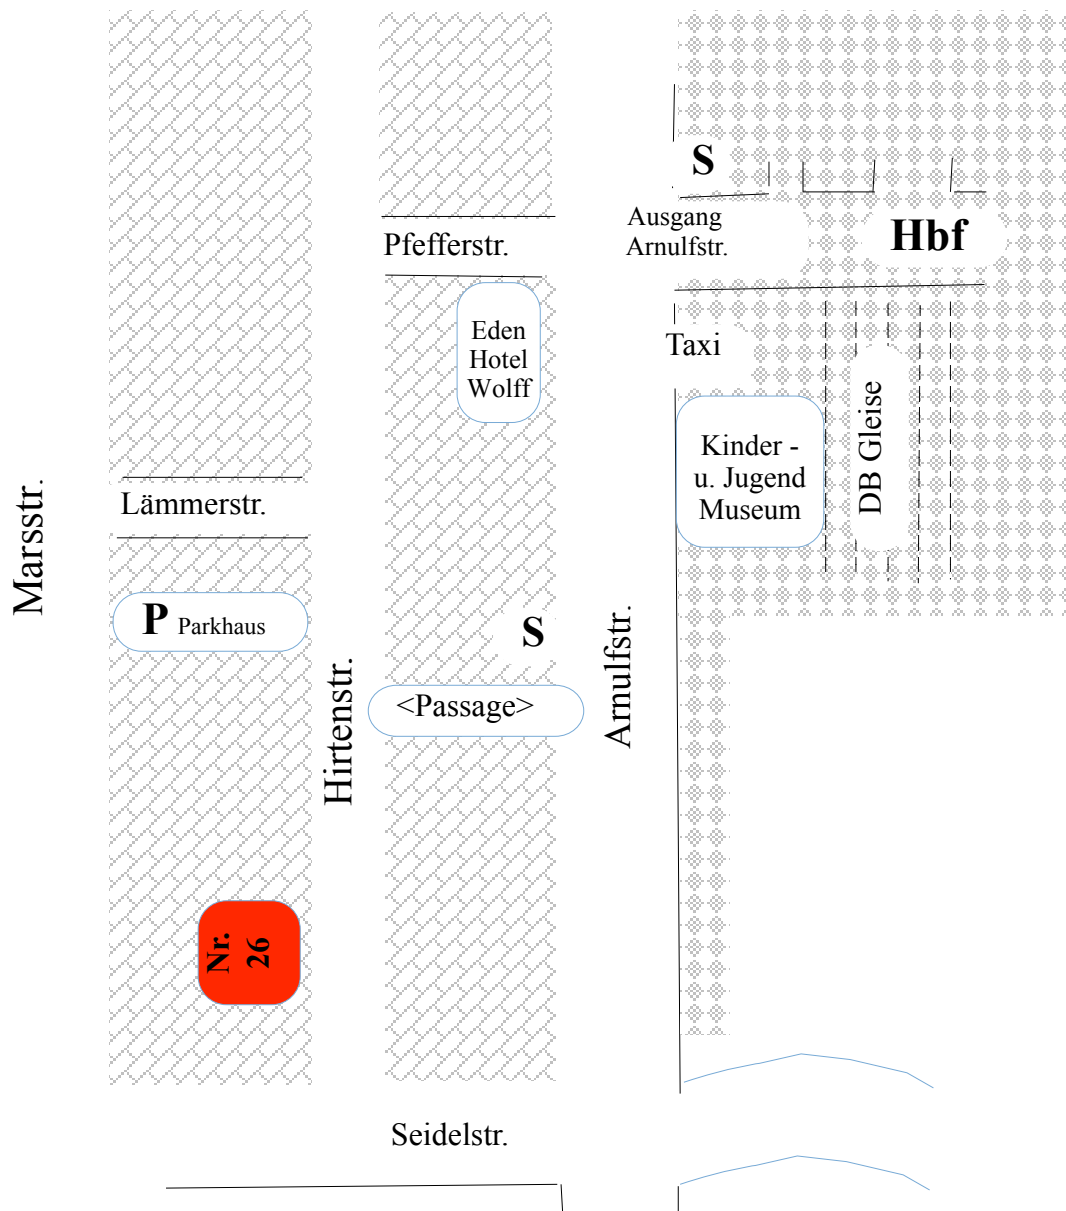 S
Ausgang
Arnulfstr.
Hbf
Pfefferstr.
Eden
Hotel
Wolff
Taxi
Kinder -
u. Jugend
Museum
DB Gleise
Marsstr.
Lämmerstr.
P Parkhaus
Hirtenstr.
S
<Passage>
Arnulfstr.
Nr.
26
Seidelstr.